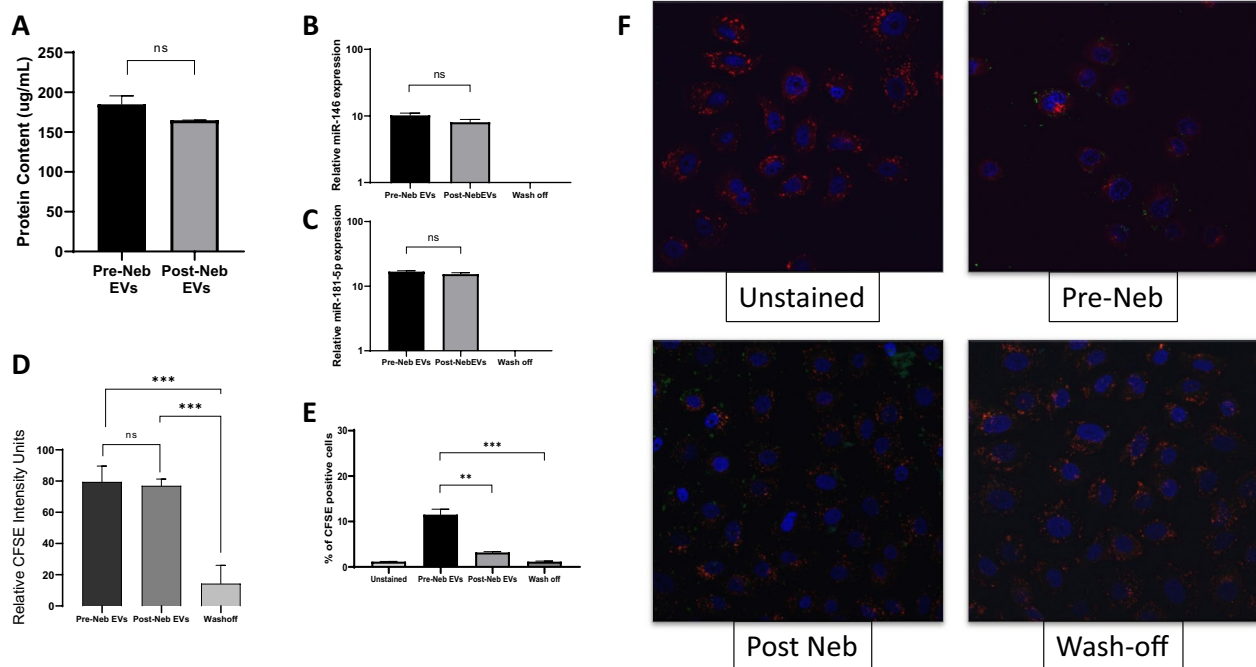 A
Protein Content (ug/mL)
250
200
150
100
50
0
ns
Pre-Neb
EVs
Post-Neb
EVs
B
Relative miR-146 expression
100
10
1
ns
Pre-Neb EVs
Post-NebEVs
Wash off
C
Relative miR-181-5p expression
100
10
1
ns
Pre-Neb EVs
Post-NebEVs
Wash off
D
Relative CFSE Intensity Units
100
80
60
40
20
0
***
***
ns
Pre-Neb EVs
Post-Neb EVs
Washoff
E
% of CFSE positive cells
30
20
10
0
***
**
Unstained
Pre-Neb EVs
Post-Neb EVs
Wash off
F
Unstained
Pre-Neb
Post Neb
Wash-off